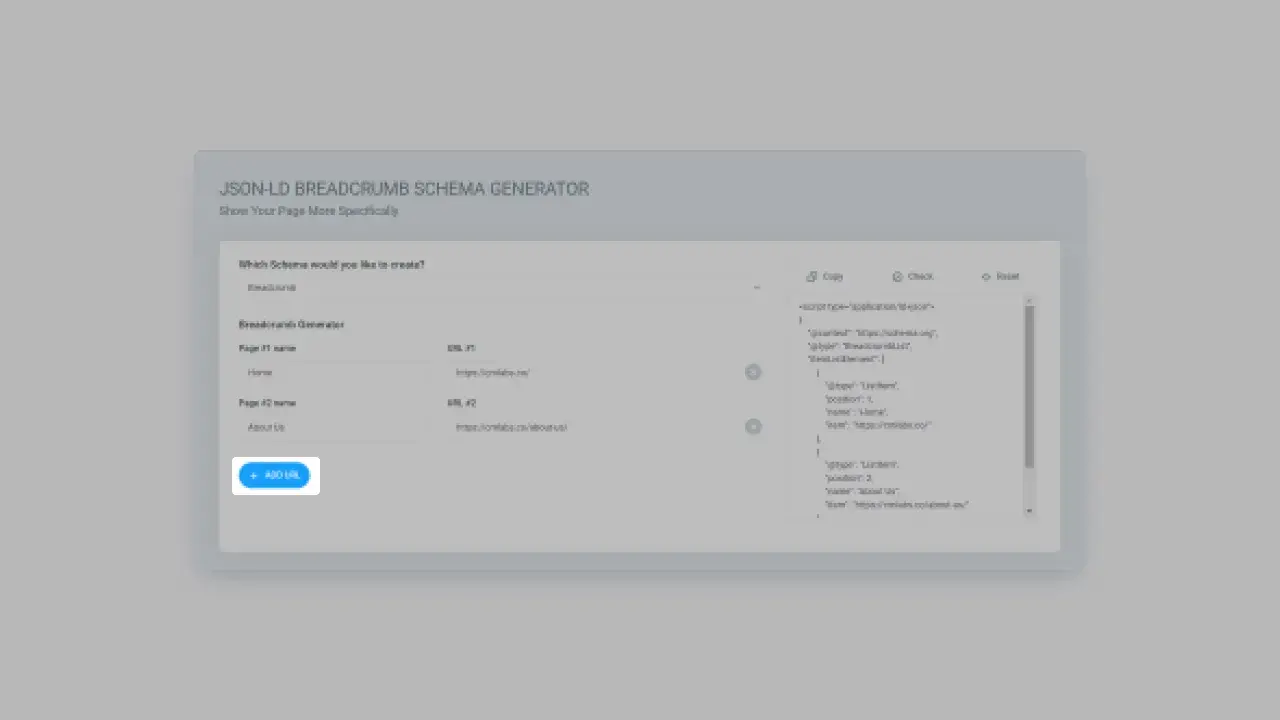 JSON-LD BREADCRUMB SCHEMA GENERATOR
Show Your Page More Specifically
Which Schema would you like to create?
Breadcrumb
Breadcrumb Generator
Page #1 name
URL #1
Home
https://cmlabs.co/
Page #2 name
URL #2
About Us
https://cmlabs.co/about-us/
+ ADD URL
Copy
Check
Reset
<script type="application/ld+json">
{
"@context": "https://schema.org",
"@type": "BreadcrumbList",
"itemListElement": [
{
"@type": "ListItem",
"position": 1,
"name": "Home",
"item": "https://cmlabs.co/"
},
{
"@type": "ListItem",
"position": 2,
"name": "About Us",
"item": "https://cmlabs.co/about-us/"